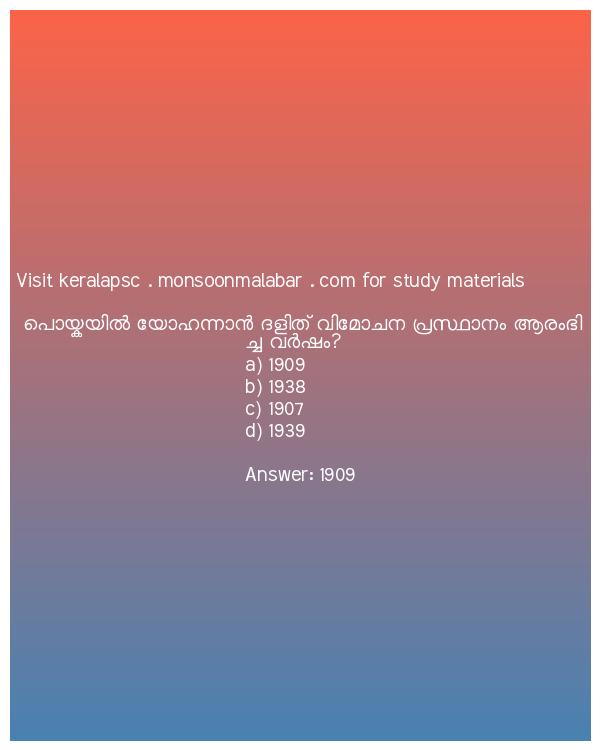 Visit keralapsc . monsoonmalabar . com for study materials
പൊയ്കയിൽ യോഹന്നാൻ ദളിത് വിമോചന പ്രസ്ഥാനം ആരംഭി
ച്ച വർഷം?
a) 1909
b) 1938
c) 1907
d) 1939
Answer: 1909